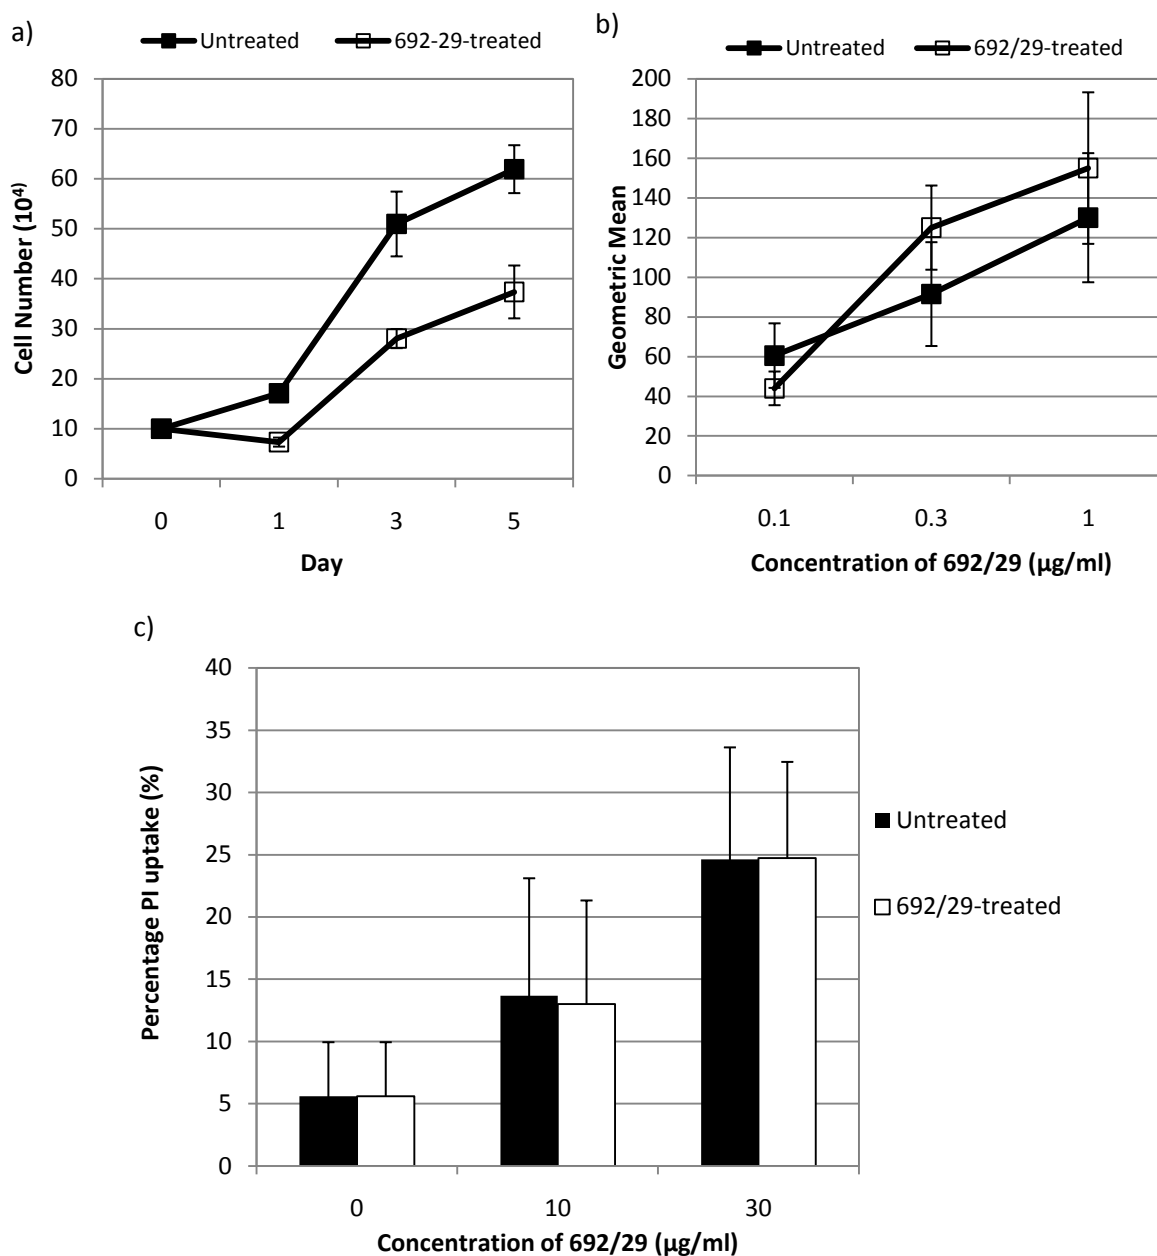 a)
Untreated 692-29-treated
80
70
60
50
40
30
20
10
0
Cell Number (10⁴)
0 1 3 5
Day
b)
Untreated 692/29-treated
200
180
160
140
120
100
80
60
40
20
0
Geometric Mean
0.1 0.3 1
Concentration of 692/29 (µg/ml)
c)
40
35
30
25
20
15
10
5
0
Percentage PI uptake (%)
0 10 30
Concentration of 692/29 (µg/ml)
Untreated
692/29-treated